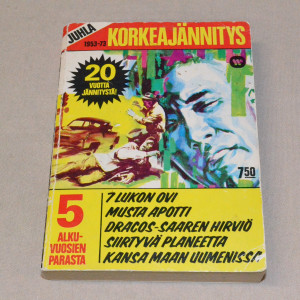 JUHLA
1953-73
KORKEAJÄNNITYS
W
20
VUOTTA
JÄNNITYSTÄ!
7.50
5
ALKU-
VUOSIEN
PARASTA
7 LUKON OVI
MUSTA APOTTI
DRACOS-SAAREN HIRVIÖ
SIIRTYVÄ PLANEETTA
KANSA MAAN UUMENISSA